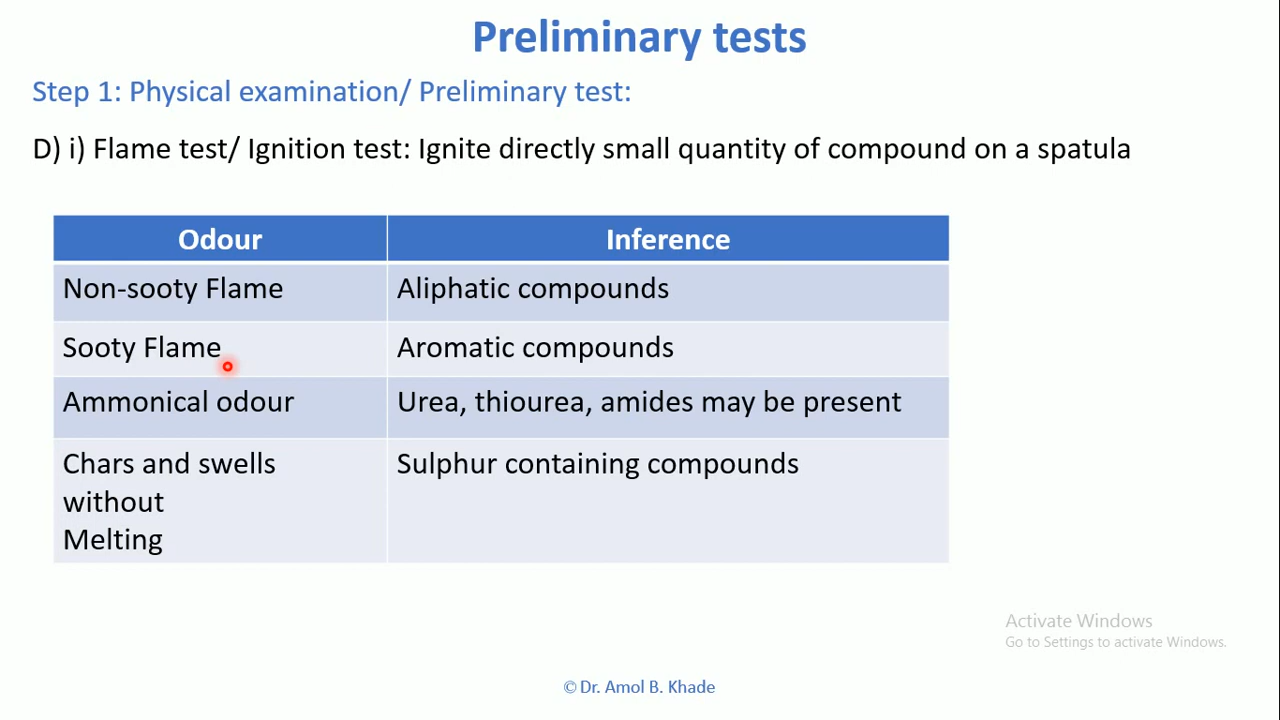 Preliminary tests
Step 1: Physical examination/ Preliminary test:
D) i) Flame test/ Ignition test: Ignite directly small quantity of compound on a spatula
Odour Inference
Non-sooty Flame Aliphatic compounds
Sooty Flame Aromatic compounds
Ammonical odour Urea, thiourea, amides may be present
Chars and swells Sulphur containing compounds
without
Melting
Activate Windows
Go to Settings to activate Windows.
© Dr. Amol B. Khade